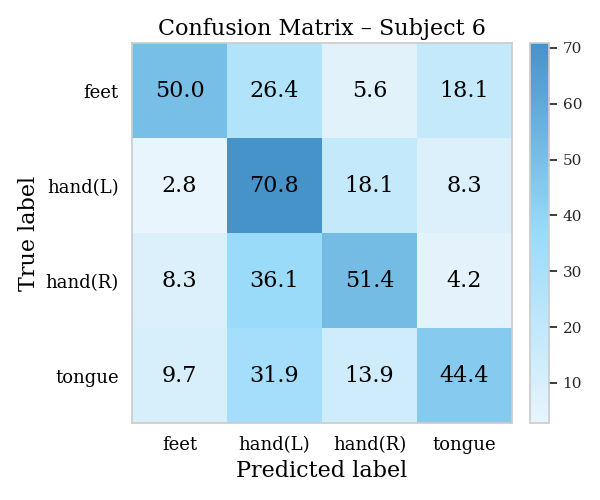 Confusion Matrix – Subject 6
feet 50.0 26.4 5.6 18.1
hand(L) 2.8 70.8 18.1 8.3
hand(R) 8.3 36.1 51.4 4.2
tongue 9.7 31.9 13.9 44.4
feet hand(L) hand(R) tongue
Predicted label
True label
70
60
50
40
30
20
10